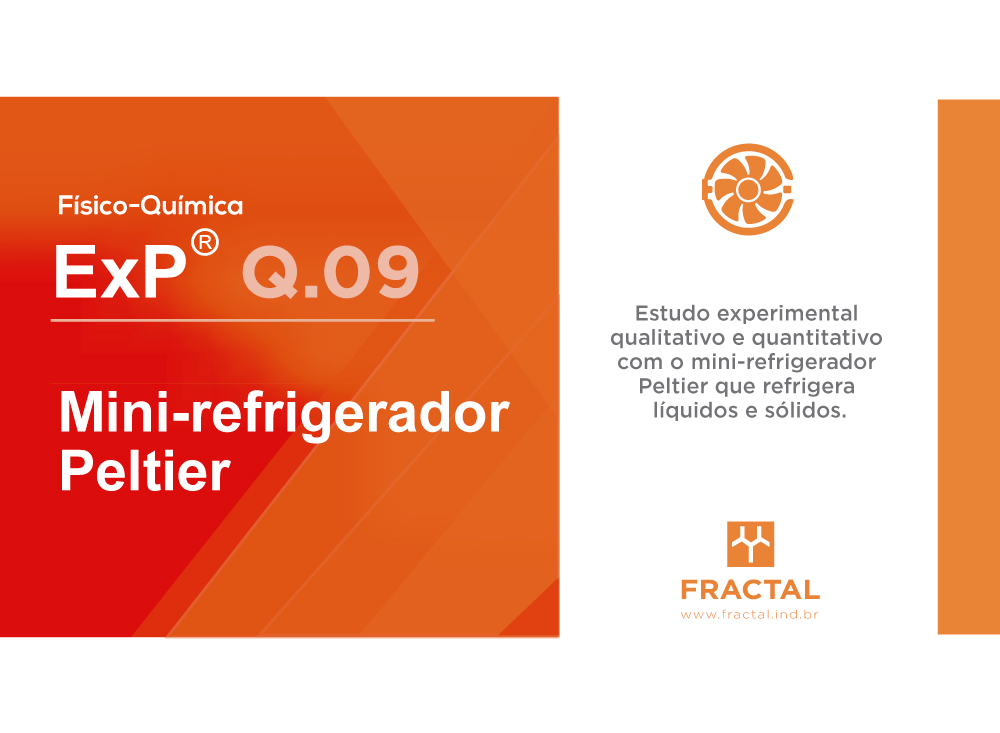 Físico-Química
ExP® Q.09
Mini-refrigerador
Peltier
Estudo experimental
qualitativo e quantitativo
com o mini-refrigerador
Peltier que refrigera
líquidos e sólidos.
FRACTAL
www.fractal.ind.br